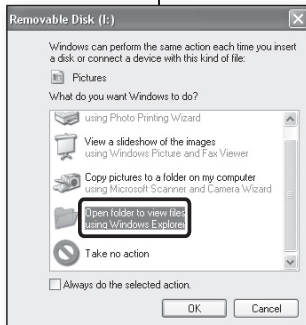 Removable Disk (I:)
Windows can perform the same action each time you insert
a disk or connect a device with this kind of file:
Pictures
What do you want Windows to do?
using Photo Printing Wizard
View a slideshow of the images
using Windows Picture and Fax Viewer
Copy pictures to a folder on my computer
using Microsoft Scanner and Camera Wizard
Open folder to view files
using Windows Explorer
Take no action
Always do the selected action.
OK
Cancel